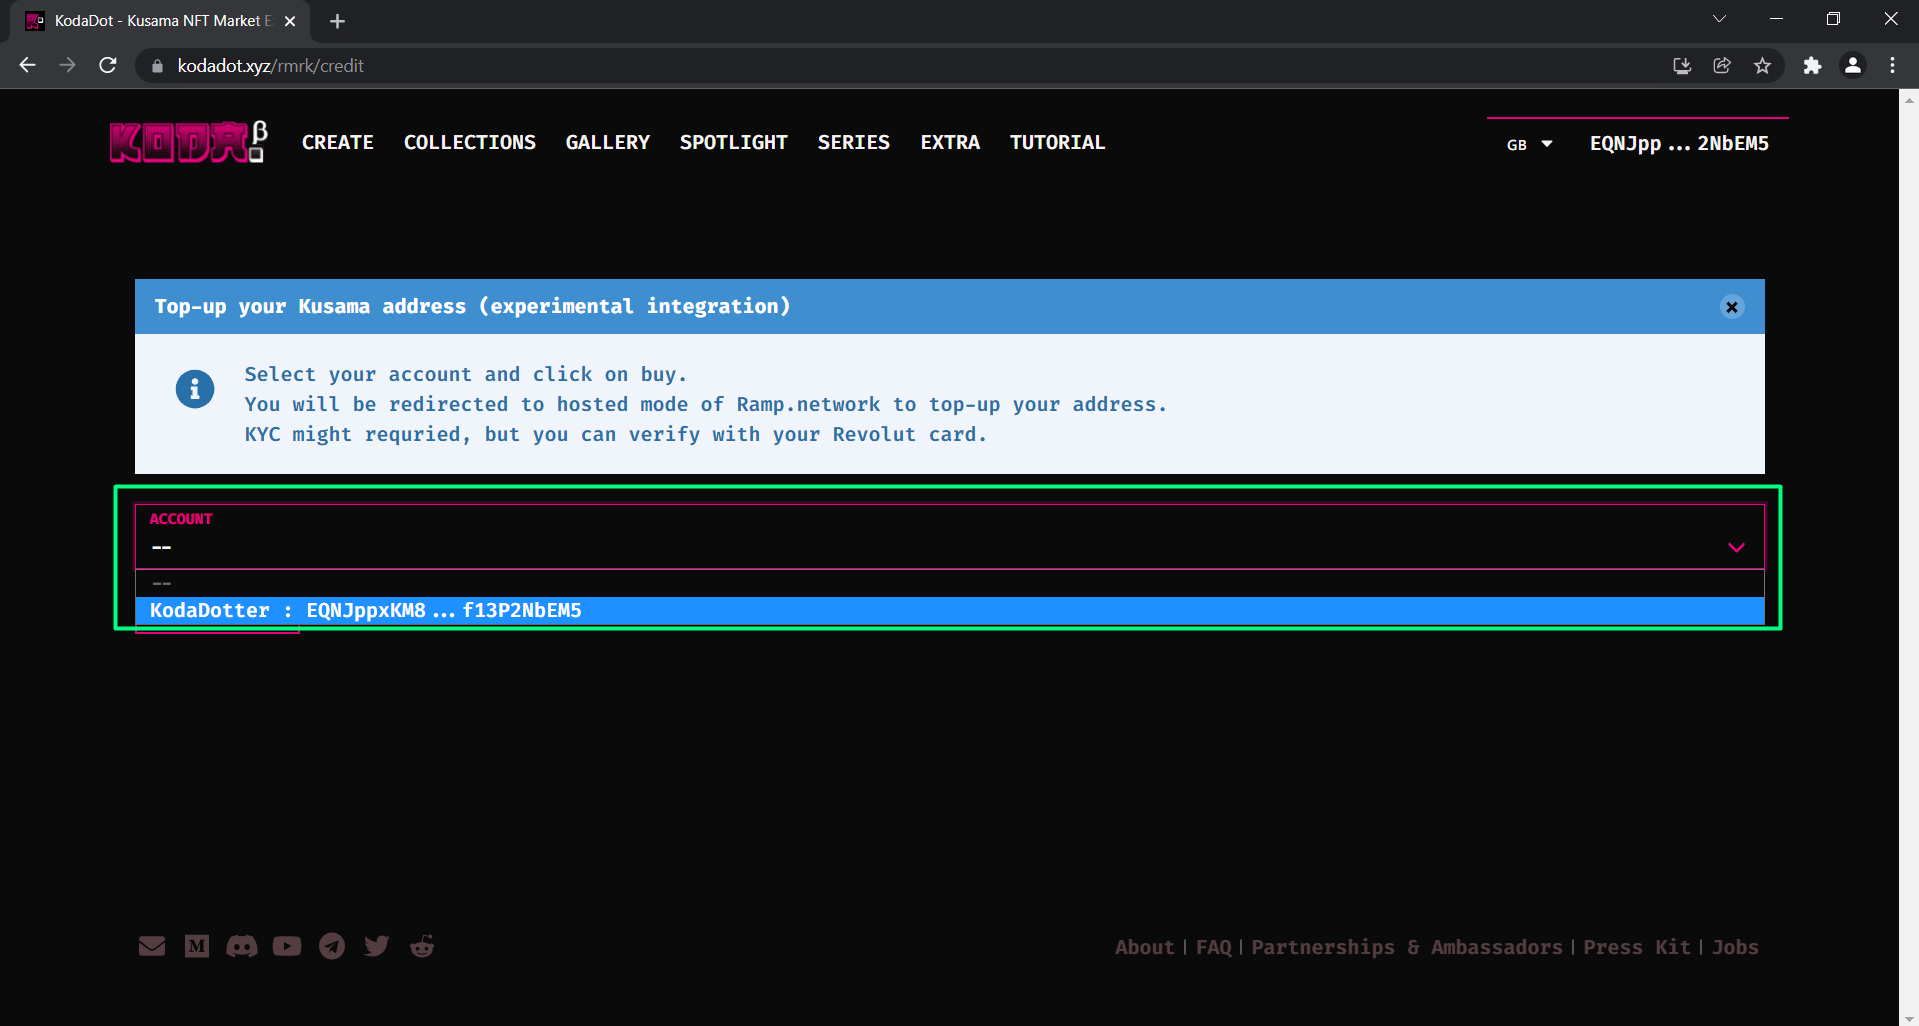 KodaDot - Kusama NFT Market E
kodadot.xyz/rmrk/credit
KODA β
CREATE COLLECTIONS GALLERY SPOTLIGHT SERIES EXTRA TUTORIAL
GB EQNJpp...2NbEM5
Top-up your Kusama address (experimental integration)
Select your account and click on buy.
You will be redirected to hosted mode of Ramp.network to top-up your address.
KYC might requried, but you can verify with your Revolut card.
ACCOUNT
--
--
KodaDotter : EQNJppxKM8...f13P2NbEM5
About | FAQ | Partnerships & Ambassadors | Press Kit | Jobs